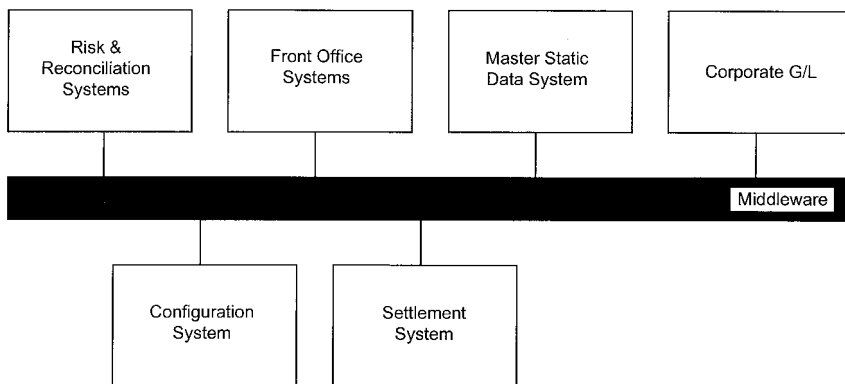 Risk &
Reconciliation
Systems
Front Office
Systems
Master Static
Data System
Corporate G/L
Middleware
Configuration
System
Settlement
System